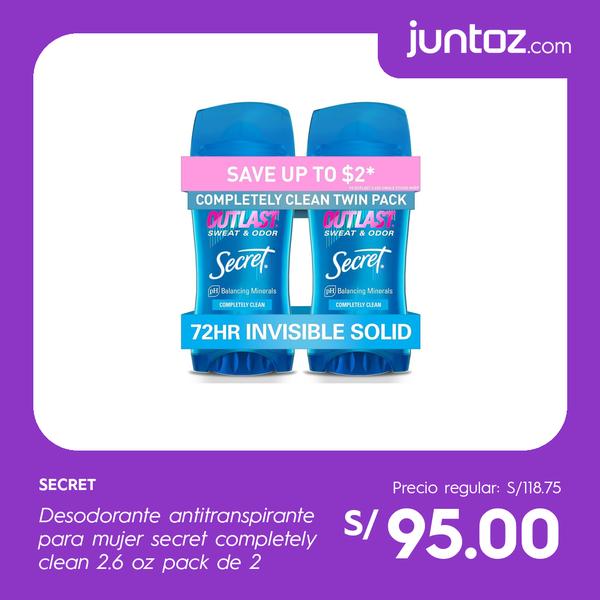 juntoz.com
SAVE UP TO $2*
COMPLETELY CLEAN TWIN PACK
OUTLAST OUTLAST
SWEAT & ODOR SWEAT & ODOR
Secret. Secret.
pH Balancing Minerals pH Balancing Minerals
COMPLETELY CLEAN COMPLETELY CLEAN
72HR INVISIBLE SOLID
SECRET
Desodorante antitranspirante
para mujer secret completely
clean 2.6 oz pack de 2
Precio regular: S/118.75
S/ 95.00